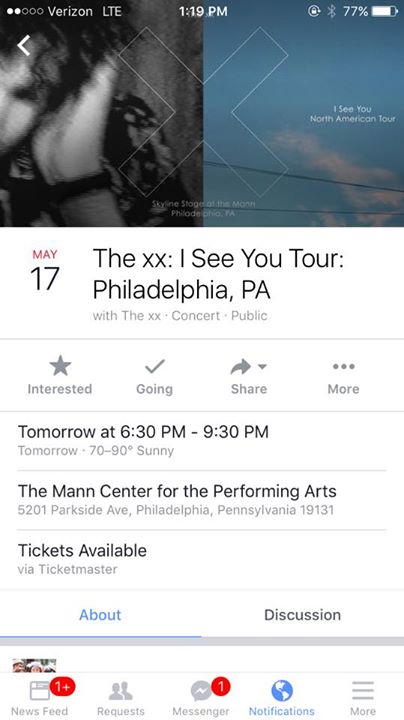 Verizon LTE 1:19 PM 77%
I See You
North American Tour
Skyline Stage at the Mann
Philadelphia, PA
MAY
17
The xx: I See You Tour:
Philadelphia, PA
with The xx · Concert · Public
Interested Going Share More
Tomorrow at 6:30 PM - 9:30 PM
Tomorrow · 70–90° Sunny
The Mann Center for the Performing Arts
5201 Parkside Ave, Philadelphia, Pennsylvania 19131
Tickets Available
via Ticketmaster
About Discussion
1+ 1
News Feed Requests Messenger Notifications More